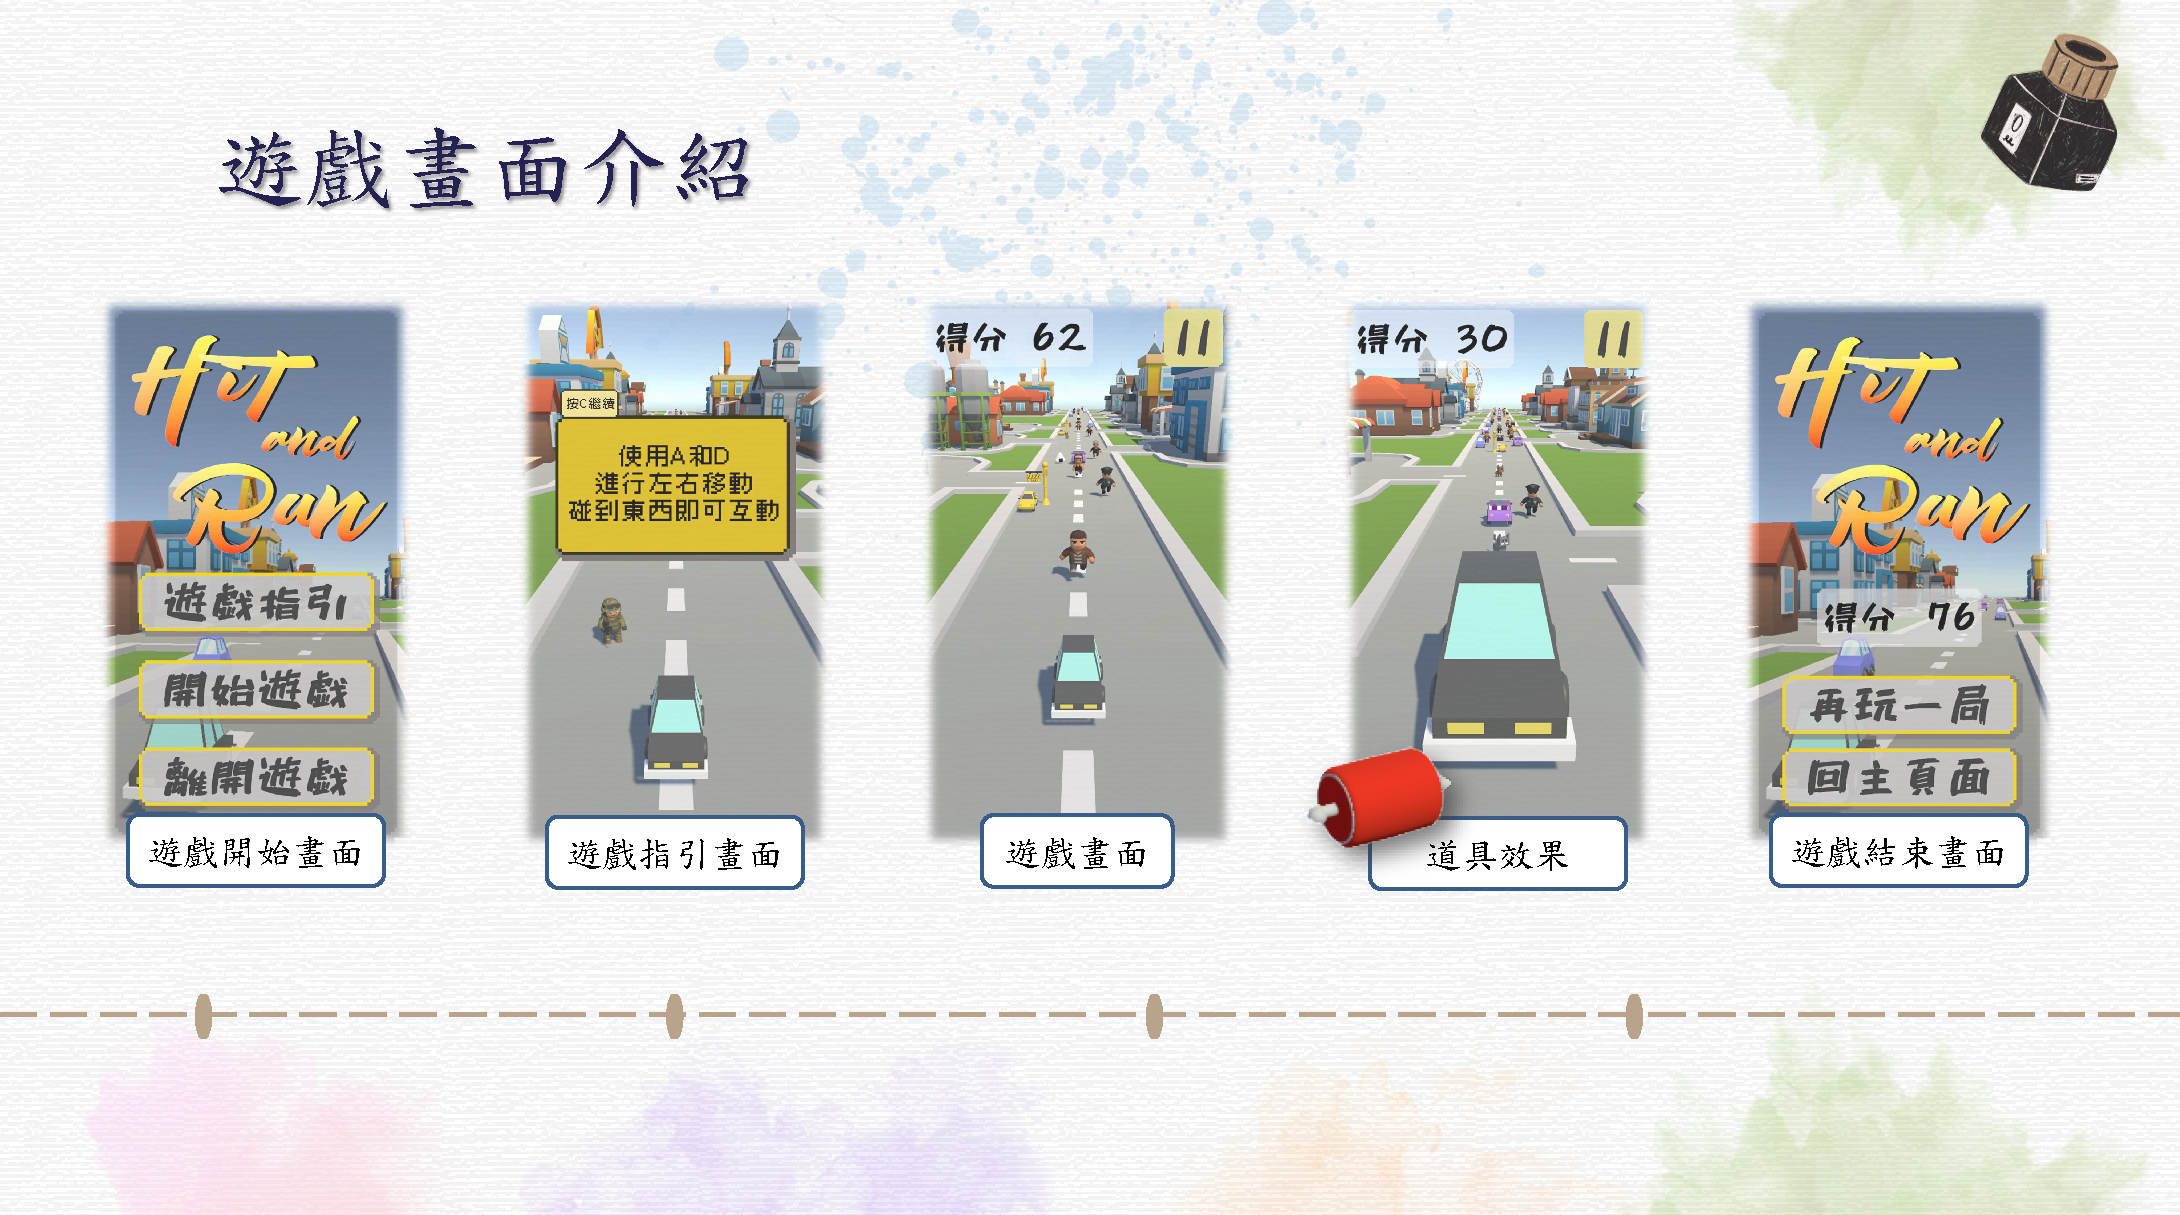 遊戲畫面介紹
Hit
and
Run
遊戲指引
開始遊戲
離開遊戲
遊戲開始畫面
按C繼續
使用A和D
進行左右移動
碰到東西即可互動
遊戲指引畫面
得分 62
遊戲畫面
得分 30
道具效果
Hit
and
Run
得分 76
再玩一局
回主頁面
遊戲結束畫面